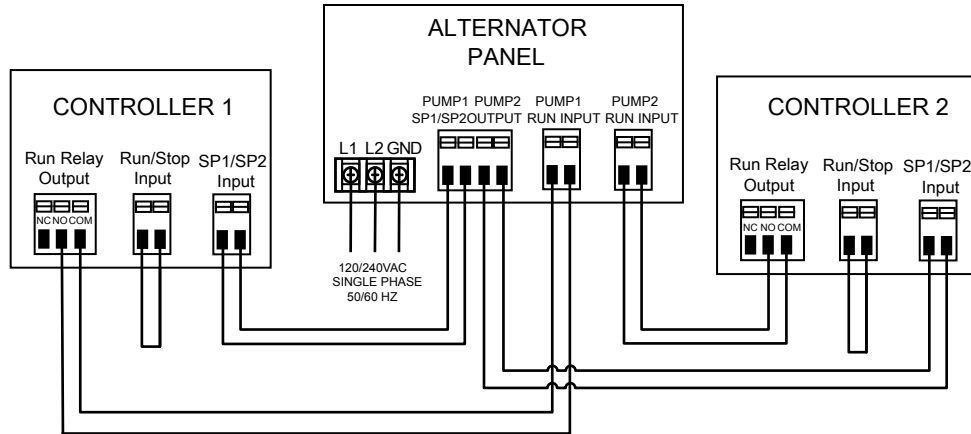 ALTERNATOR
PANEL
PUMP1 PUMP2
SP1/SP2OUTPUT
PUMP1
RUN INPUT
PUMP2
RUN INPUT
L1 L2 GND
120/240VAC
SINGLE PHASE
50/60 HZ
CONTROLLER 1
Run Relay
Output
Run/Stop
Input
SP1/SP2
Input
NC NO COM
CONTROLLER 2
Run Relay
Output
Run/Stop
Input
SP1/SP2
Input
NC NO COM